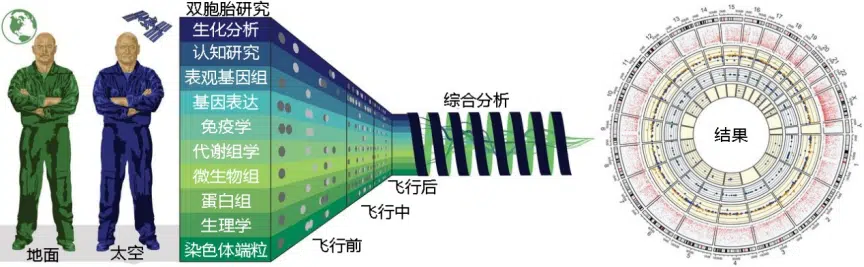 双胞胎研究
生化分析
认知研究
表观基因组
基因表达
免疫学
代谢组学
微生物组
蛋白组
生理学
染色体端粒
地面
太空
飞行前
飞行中
飞行后
综合分析
结果